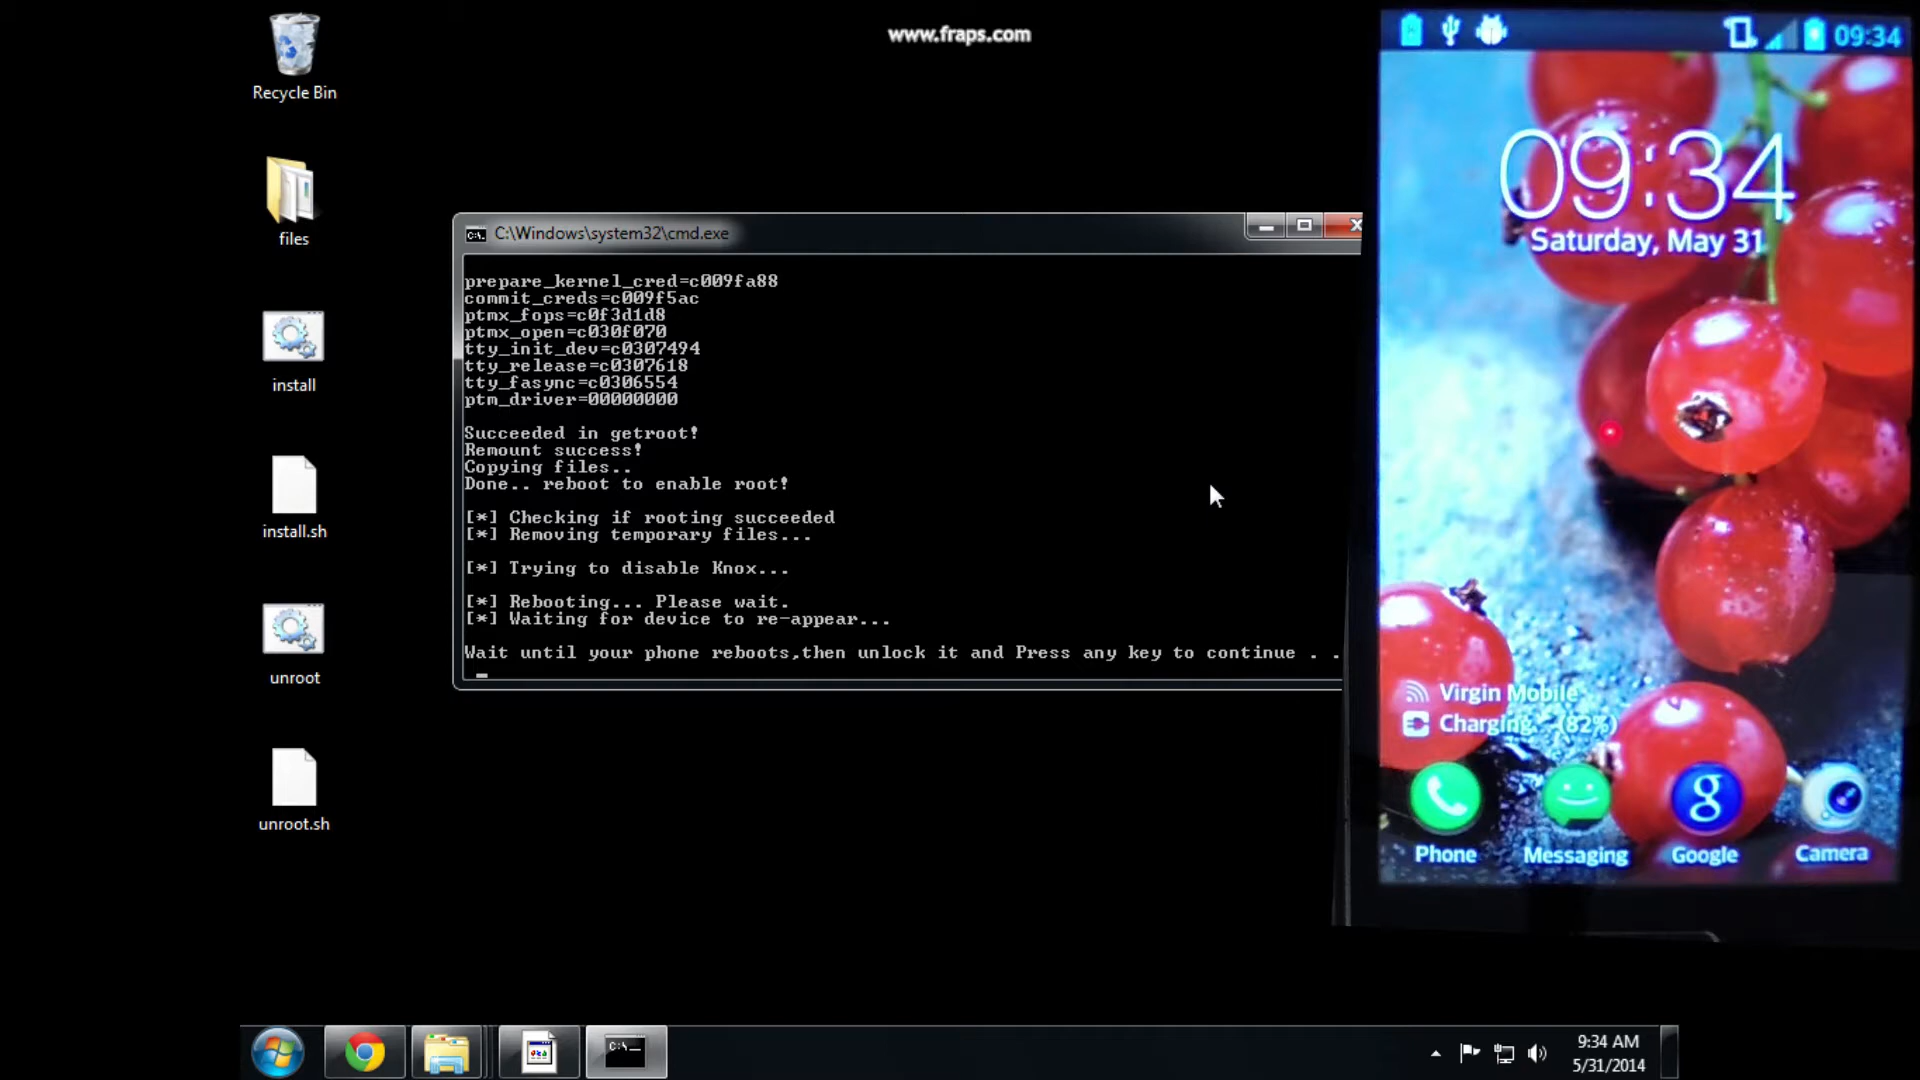 www.fraps.com
Recycle Bin
files
install
install.sh
unroot
unroot.sh
C:\Windows\system32\cmd.exe
prepare_kernel_cred=c009fa88
commit_creds=c009f5ac
ptmx_fops=c0f3d1d8
ptmx_open=c030f070
tty_init_dev=c0307494
tty_release=c0307618
tty_fasync=c0306554
ptm_driver=00000000
Succeeded in getroot!
Remount success!
Copying files..
Done.. reboot to enable root!
[*] Checking if rooting succeeded
[*] Removing temporary files...
[*] Trying to disable Knox...
[*] Rebooting... Please wait.
[*] Waiting for device to re-appear...
Wait until your phone reboots,then unlock it and Press any key to continue . .
09:34
09:34
Saturday, May 31
Virgin Mobile
Charging... (82%)
Phone
Messaging
Google
Camera
9:34 AM
5/31/2014